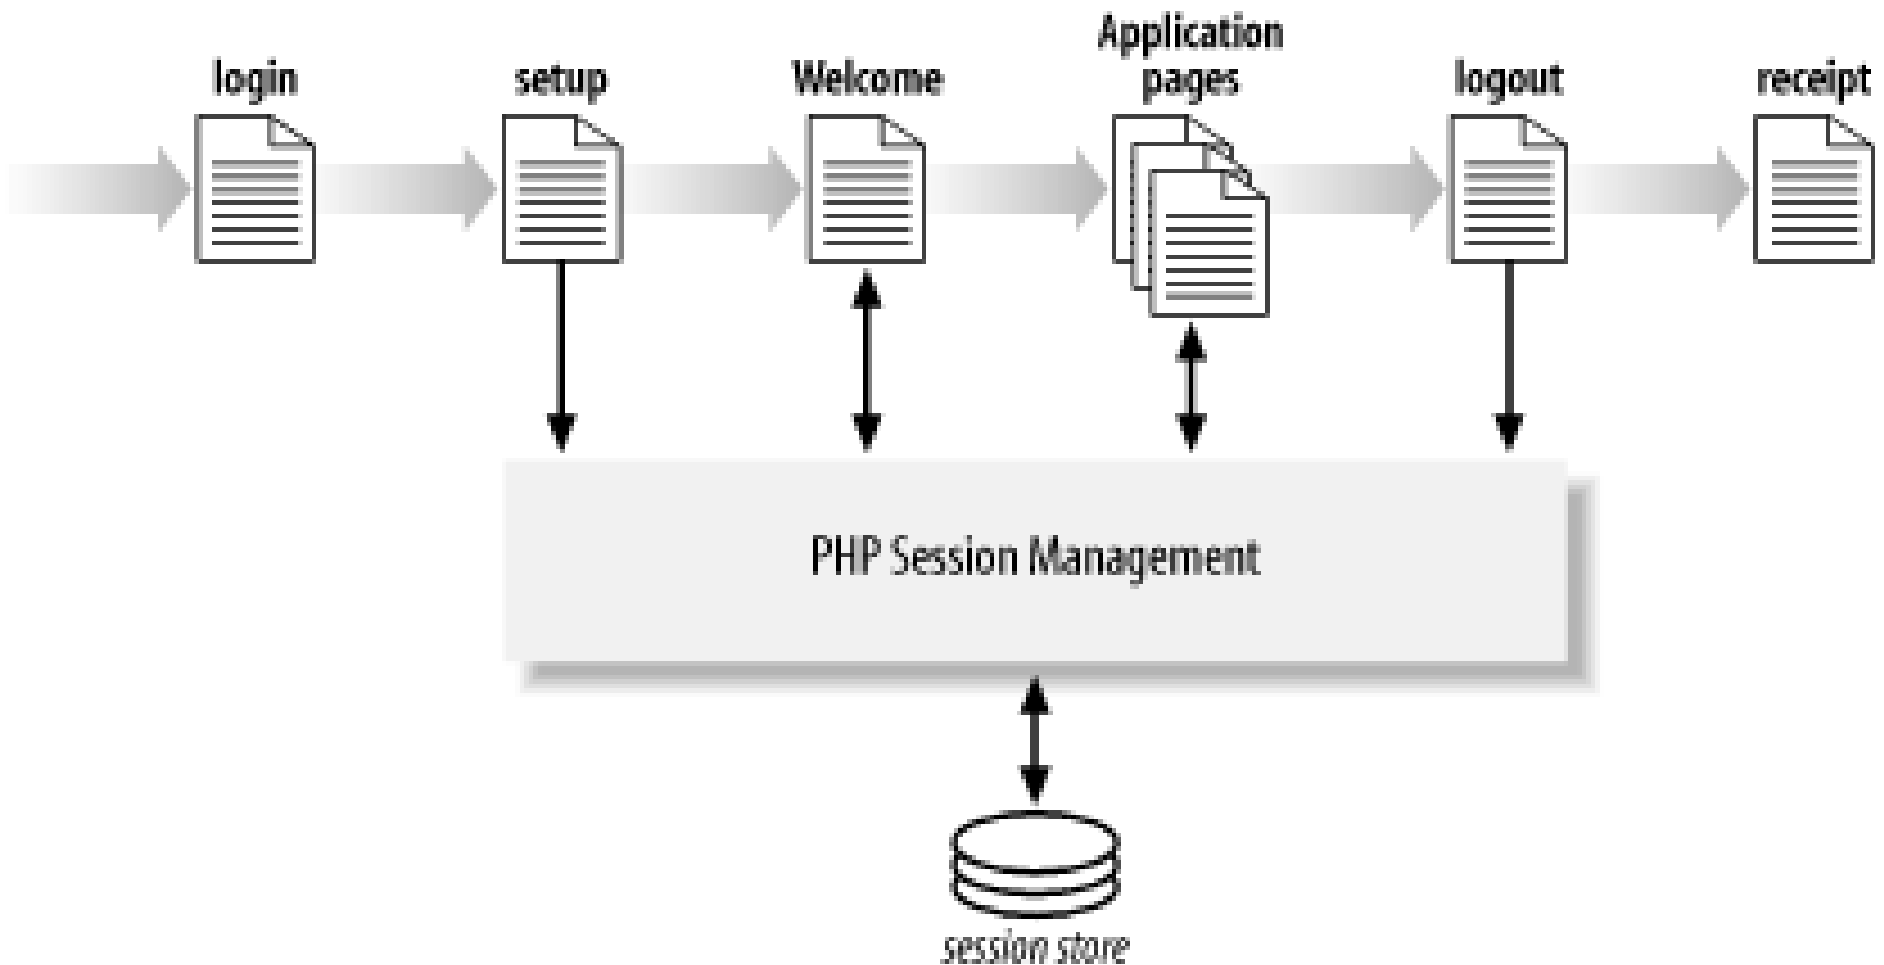 login
setup
Welcome
Application
pages
logout
receipt
PHP Session Management
session store